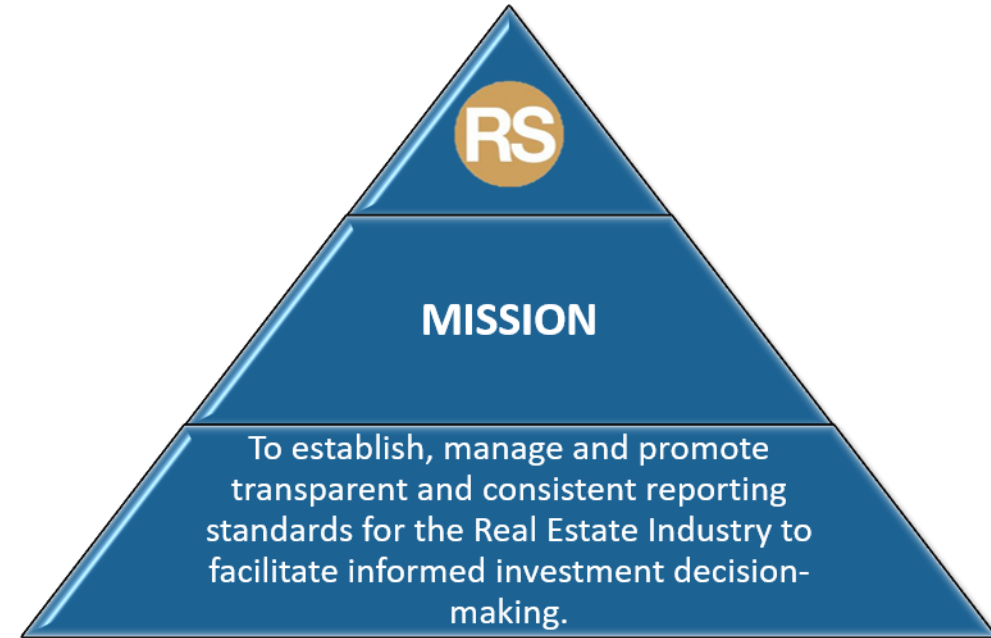 RS
MISSION
To establish, manage and promote
transparent and consistent reporting
standards for the Real Estate Industry to
facilitate informed investment decision-
making.